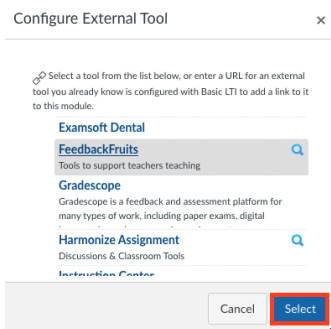 Configure External Tool
×
Select a tool from the list below, or enter a URL for an external
tool you already know is configured with Basic LTI to add a link to it
to this module.
Examsoft Dental
FeedbackFruits
Tools to support teachers teaching
Gradescope
Gradescope is a feedback and assessment platform for
many types of work, including paper exams, digital
Harmonize Assignment
Discussions & Classroom Tools
Instruction Center
Cancel Select